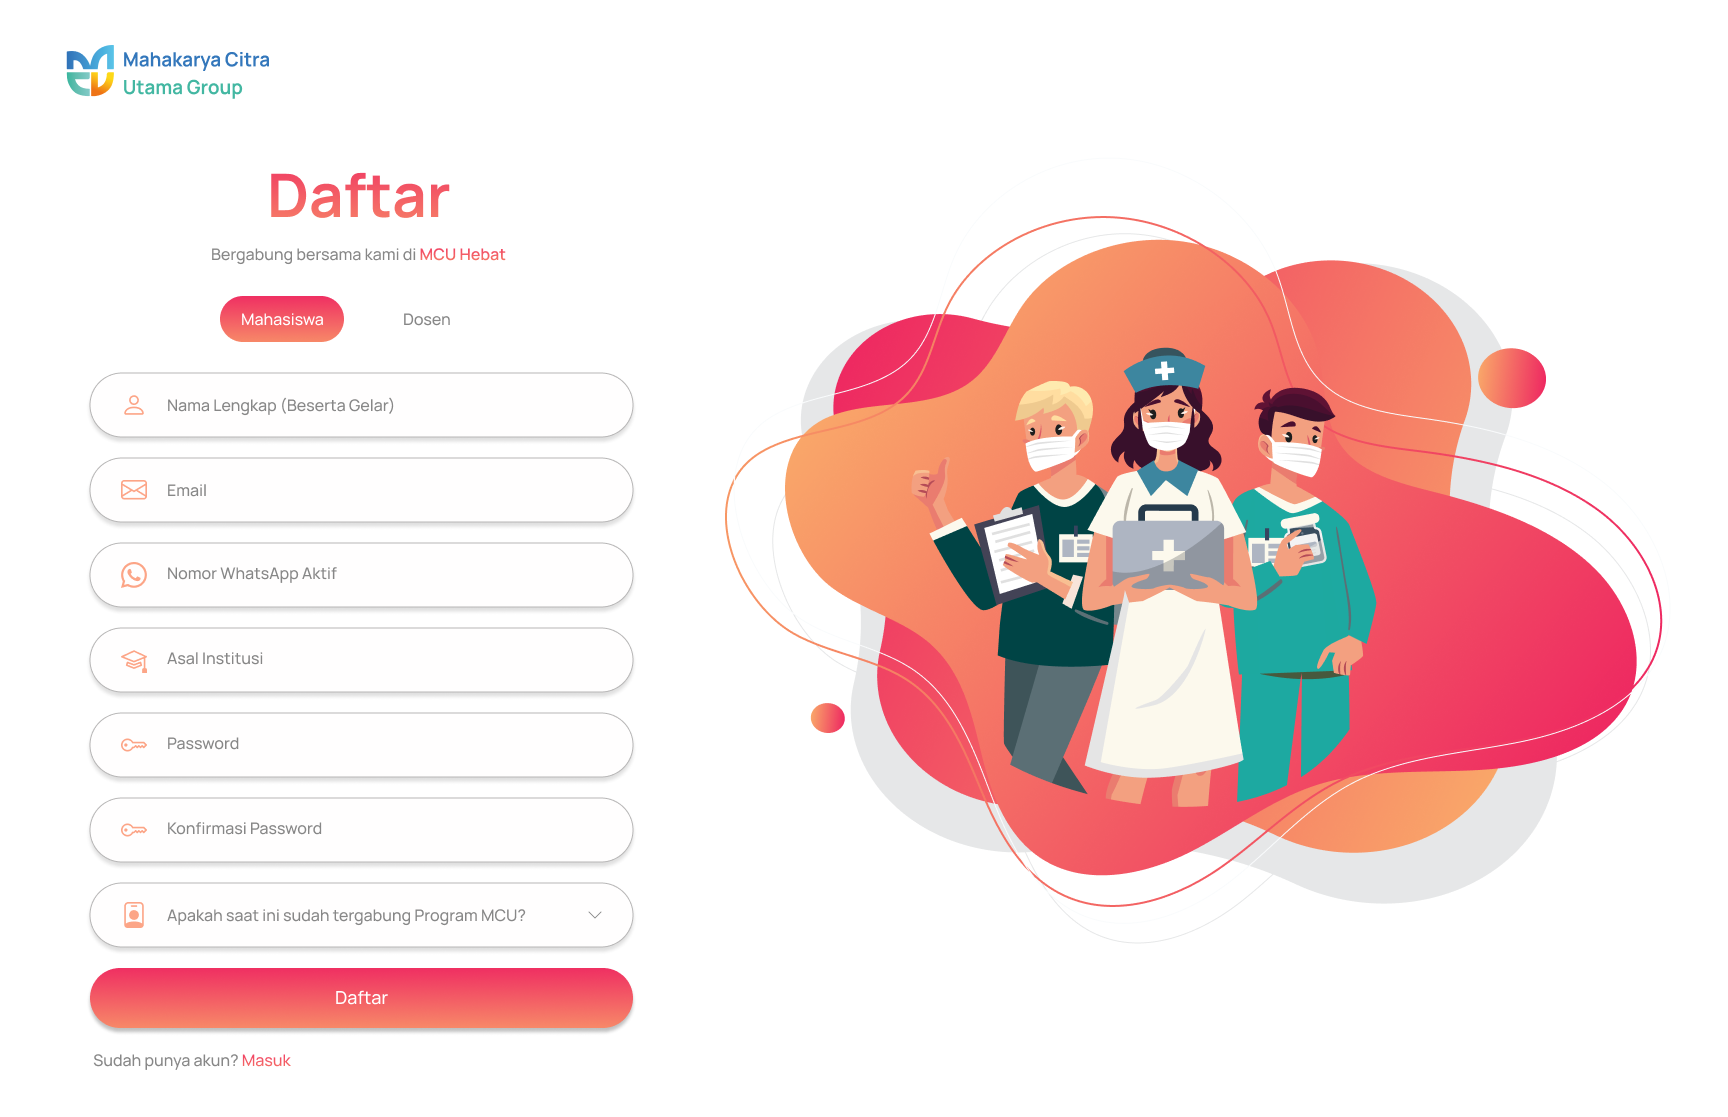 Mahakarya Citra
Utama Group
Daftar
Bergabung bersama kami di MCU Hebat
Mahasiswa
Dosen
Nama Lengkap (Beserta Gelar)
Email
Nomor WhatsApp Aktif
Asal Institusi
Password
Konfirmasi Password
Apakah saat ini sudah tergabung Program MCU?
Daftar
Sudah punya akun? Masuk